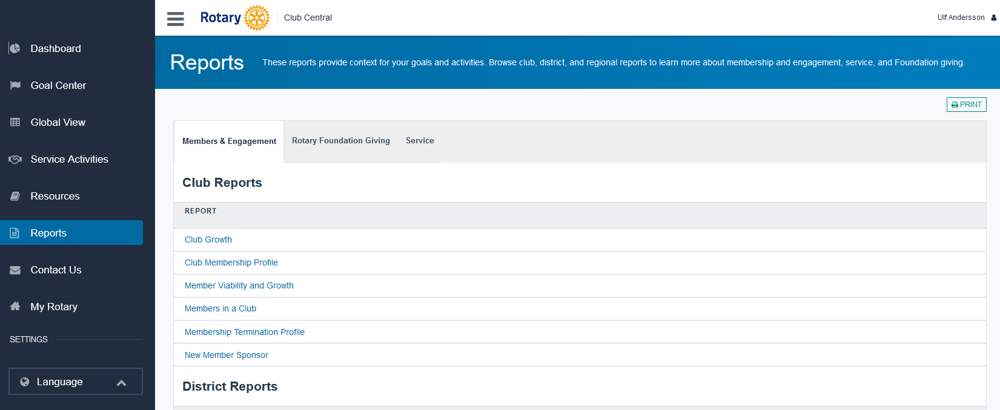 Rotary
Club Central
Ulf Andersson
Dashboard
Goal Center
Global View
Service Activities
Resources
Reports
Contact Us
My Rotary
SETTINGS
Language
Reports
These reports provide context for your goals and activities. Browse club, district, and regional reports to learn more about membership and engagement, service, and Foundation giving.
PRINT
Members & Engagement
Rotary Foundation Giving
Service
Club Reports
REPORT
Club Growth
Club Membership Profile
Member Viability and Growth
Members in a Club
Membership Termination Profile
New Member Sponsor
District Reports